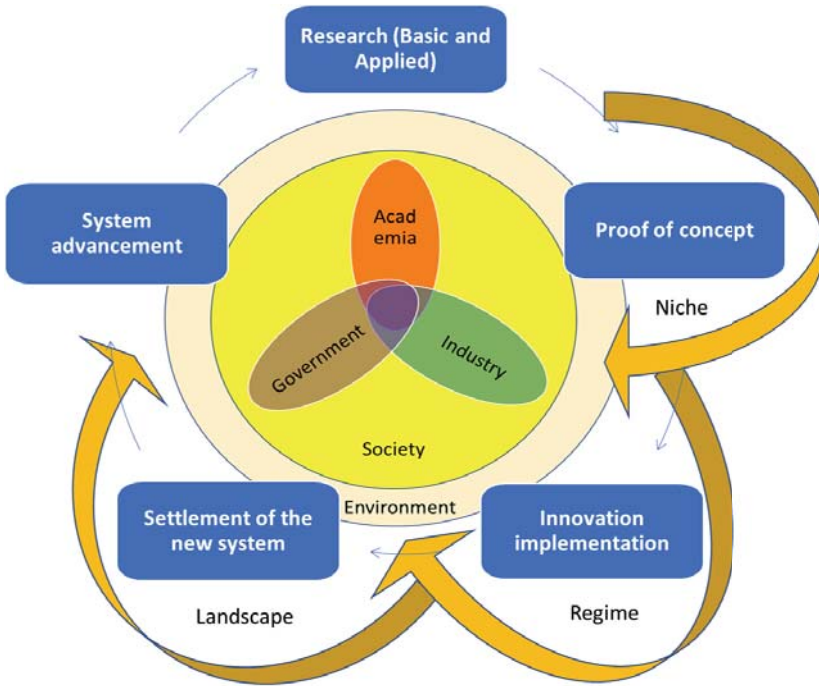 Research (Basic and
Applied)
System
advancement
Acad
emia
Proof of concept
Niche
Government
Industry
Society
Environment
Settlement of the
new system
Innovation
implementation
Landscape
Regime